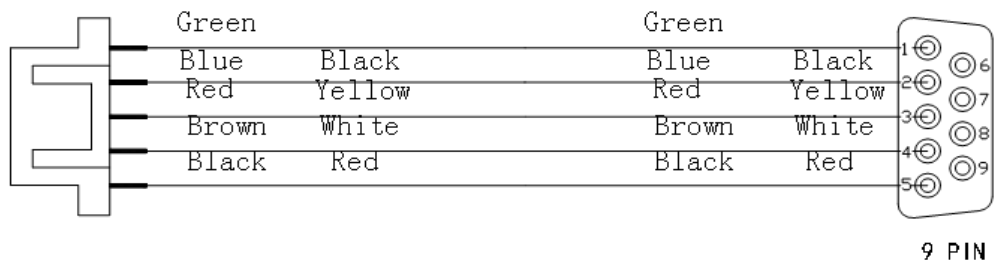 Green Green
Blue Black Blue Black
1
6
Red Yellow Red Yellow
2
7
Brown White Brown White
3
8
Black Red Black Red
4
9
5
9 PIN